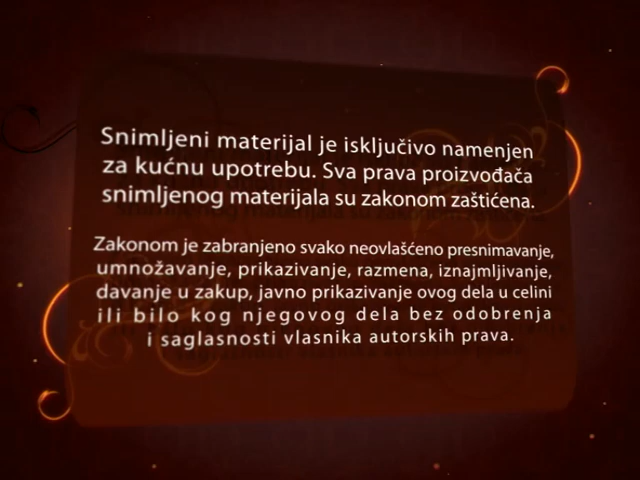 Snimljeni materijal je isključivo namenjen
za kućnu upotrebu. Sva prava proizvođača
snimljenog materijala su zakonom zaštićena.
Zakonom je zabranjeno svako neovlašćeno presnimavanje,
umnožavanje, prikazivanje, razmena, iznajmljivanje,
davanje u zakup, javno prikazivanje ovog dela u celini
ili bilo kog njegovog dela bez odobrenja
i saglasnosti vlasnika autorskih prava.